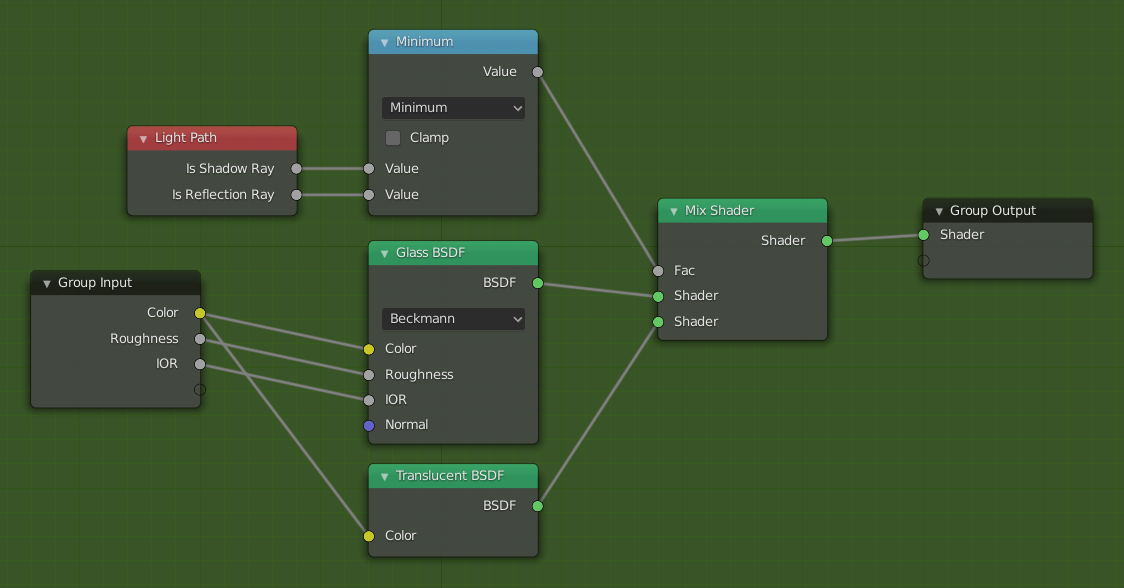 Minimum
Value
Minimum
Clamp
Value
Value
Light Path
Is Shadow Ray
Is Reflection Ray
Group Input
Color
Roughness
IOR
Glass BSDF
BSDF
Beckmann
Color
Roughness
IOR
Normal
Translucent BSDF
BSDF
Color
Mix Shader
Shader
Fac
Shader
Shader
Group Output
Shader